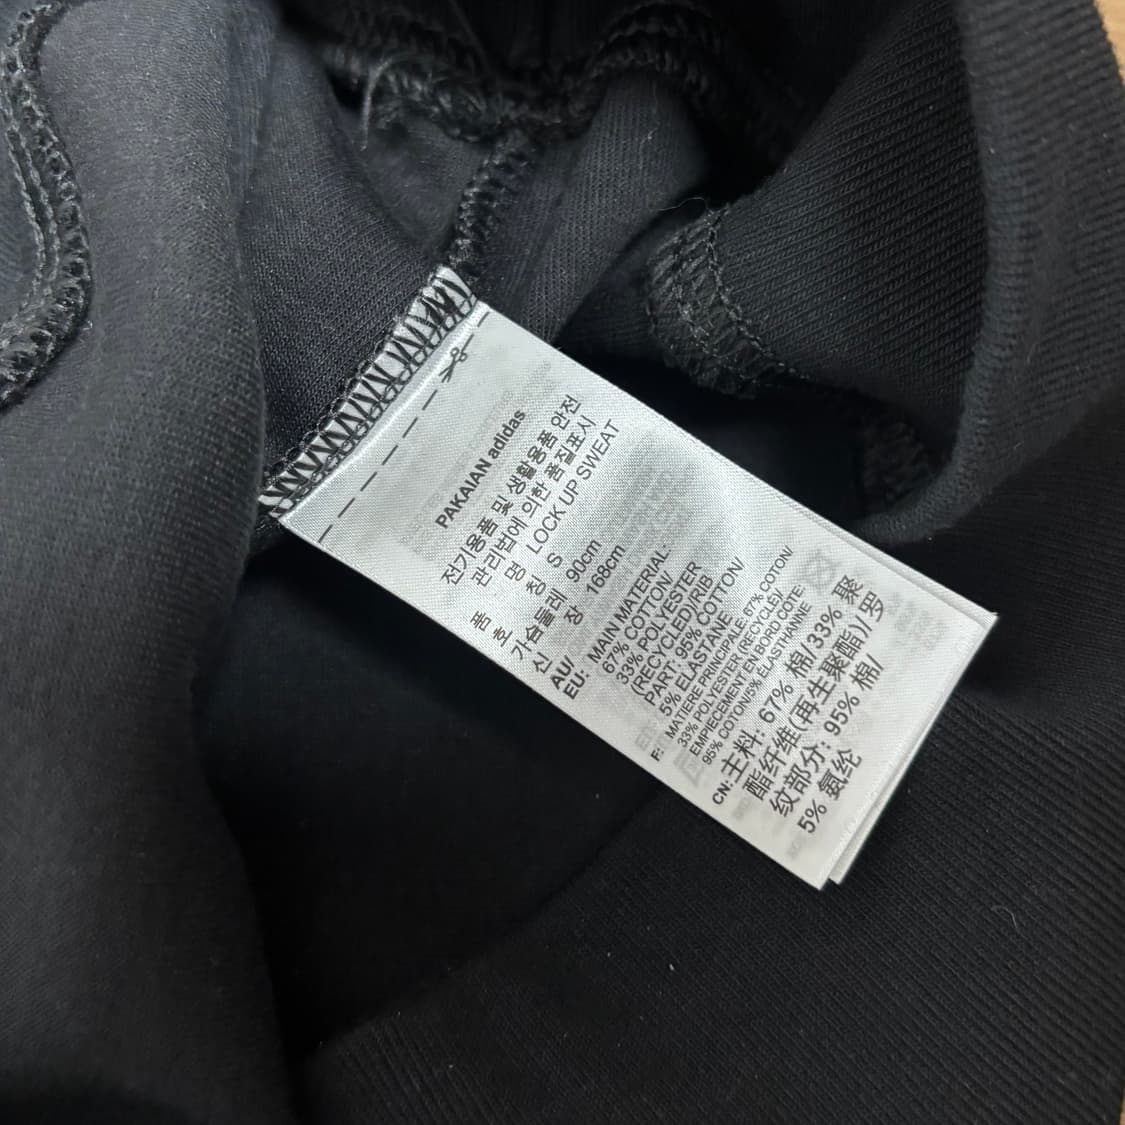 PAKAIAN adidas
전기용품 및 생활용품 안전
관리법에 의한 품질표시
품 명 LOCK UP SWEAT
호 칭 S
가슴둘레 90cm
신 장 168cm
AU/
EU: MAIN MATERIAL:
67% COTTON/
33% POLYESTER
(RECYCLED)/RIB
PART: 95% COTTON/
5% ELASTANE
F: MATIERE PRINCIPALE: 67% COTON/
33% POLYESTER (RECYCLE)/
EMPIECEMENT EN BORD COTE:
95% COTON/5% ELASTHANNE
CN: 主料: 67% 棉/33% 聚
酯纤维(再生聚酯)/罗
纹部分: 95% 棉/
5% 氨纶